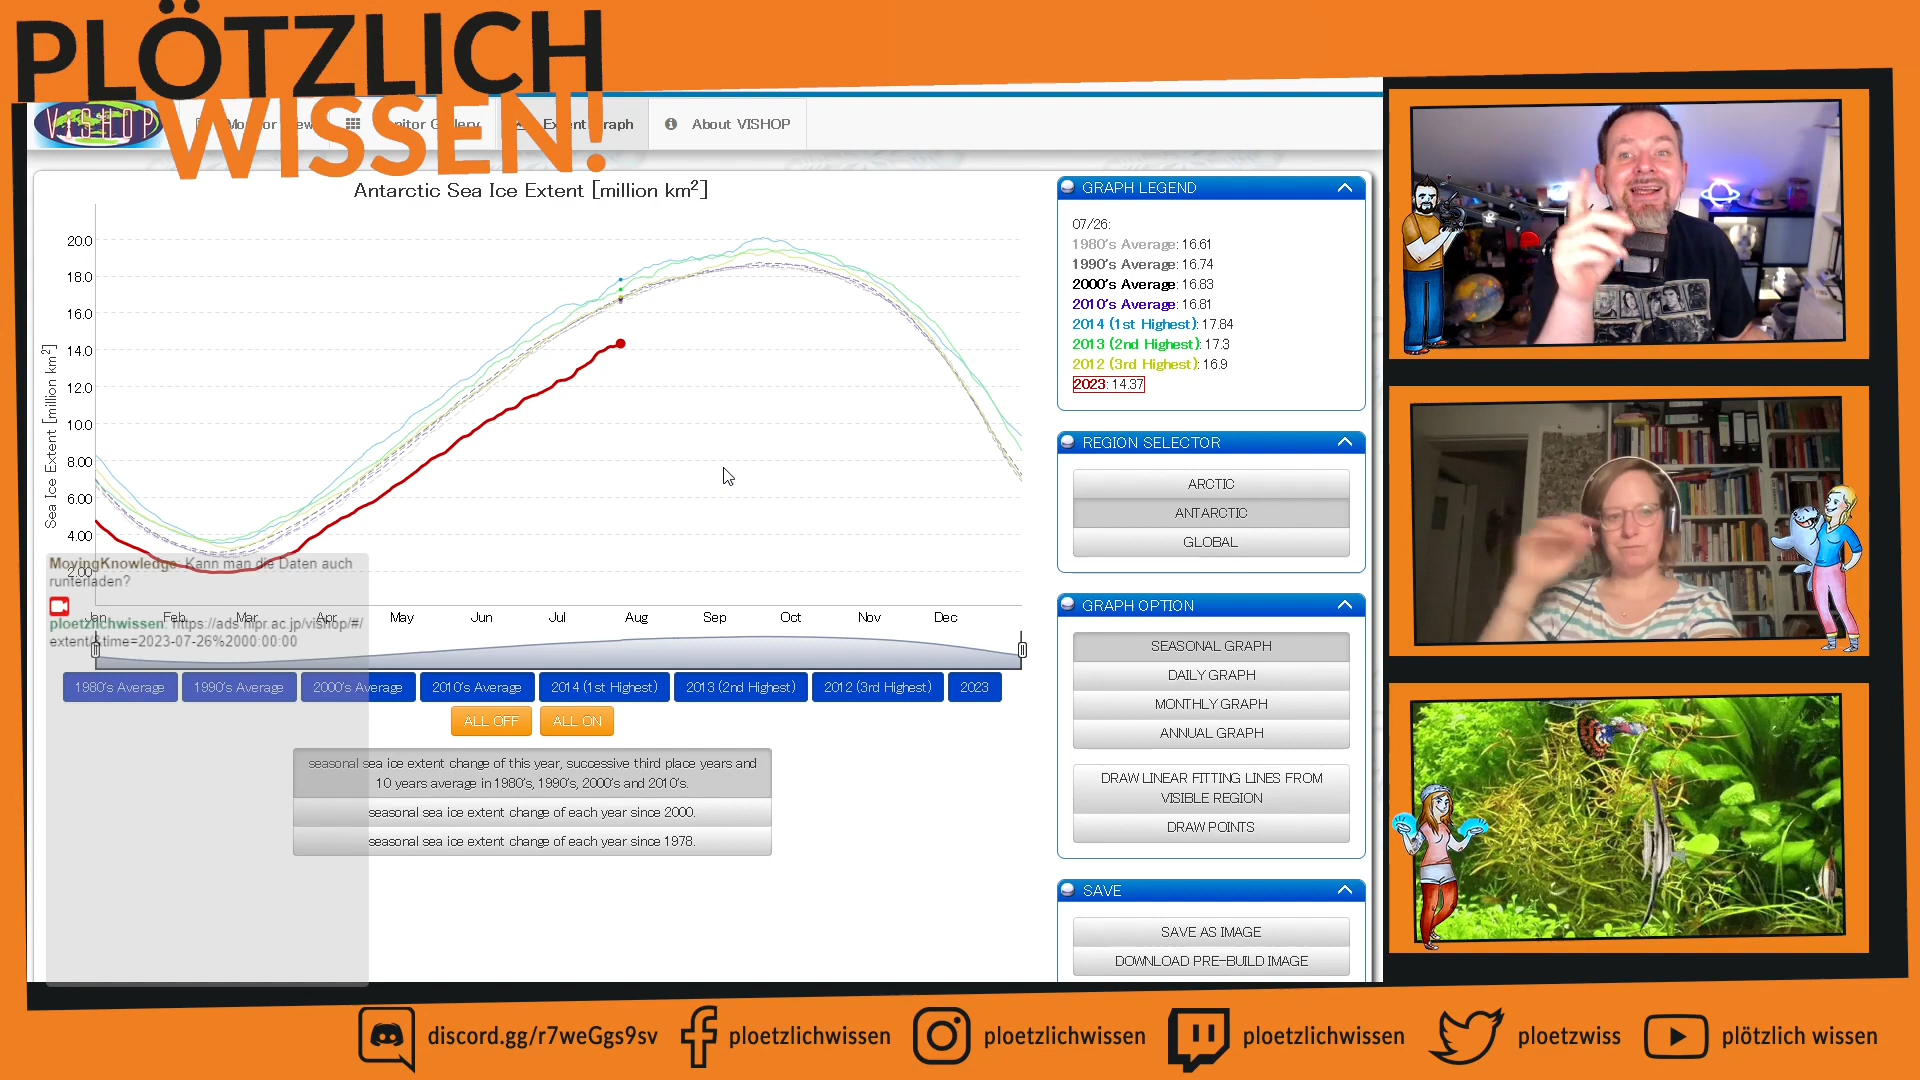 PLÖTZLICH
WISSEN!
VISHOP
Extent Graph
About VISHOP
Antarctic Sea Ice Extent [million km²]
Sea Ice Extent [million km²]
20.0
18.0
16.0
14.0
12.0
10.0
8.00
6.00
4.00
2.00
Jan Feb Mar Apr May Jun Jul Aug Sep Oct Nov Dec
MovingKnowledge: Kann man die Daten auch
runterladen?
ploetzlichwissen: https://ads.nipr.ac.jp/vishop/#/
extent/&time=2023-07-26%2000:00:00
1980's Average 1990's Average 2000's Average 2010's Average 2014 (1st Highest) 2013 (2nd Highest) 2012 (3rd Highest) 2023
ALL OFF ALL ON
seasonal sea ice extent change of this year, successive third place years and
10 years average in 1980's, 1990's, 2000's and 2010's.
seasonal sea ice extent change of each year since 2000.
seasonal sea ice extent change of each year since 1978.
GRAPH LEGEND
07/26:
1980's Average: 16.61
1990's Average: 16.74
2000's Average: 16.83
2010's Average: 16.81
2014 (1st Highest): 17.84
2013 (2nd Highest): 17.3
2012 (3rd Highest): 16.9
2023: 14.37
REGION SELECTOR
ARCTIC
ANTARCTIC
GLOBAL
GRAPH OPTION
SEASONAL GRAPH
DAILY GRAPH
MONTHLY GRAPH
ANNUAL GRAPH
DRAW LINEAR FITTING LINES FROM
VISIBLE REGION
DRAW POINTS
SAVE
SAVE AS IMAGE
DOWNLOAD PRE-BUILD IMAGE
discord.gg/r7weGgs9sv
ploetzlichwissen
ploetzlichwissen
ploetzlichwissen
ploetzwiss
plötzlich wissen